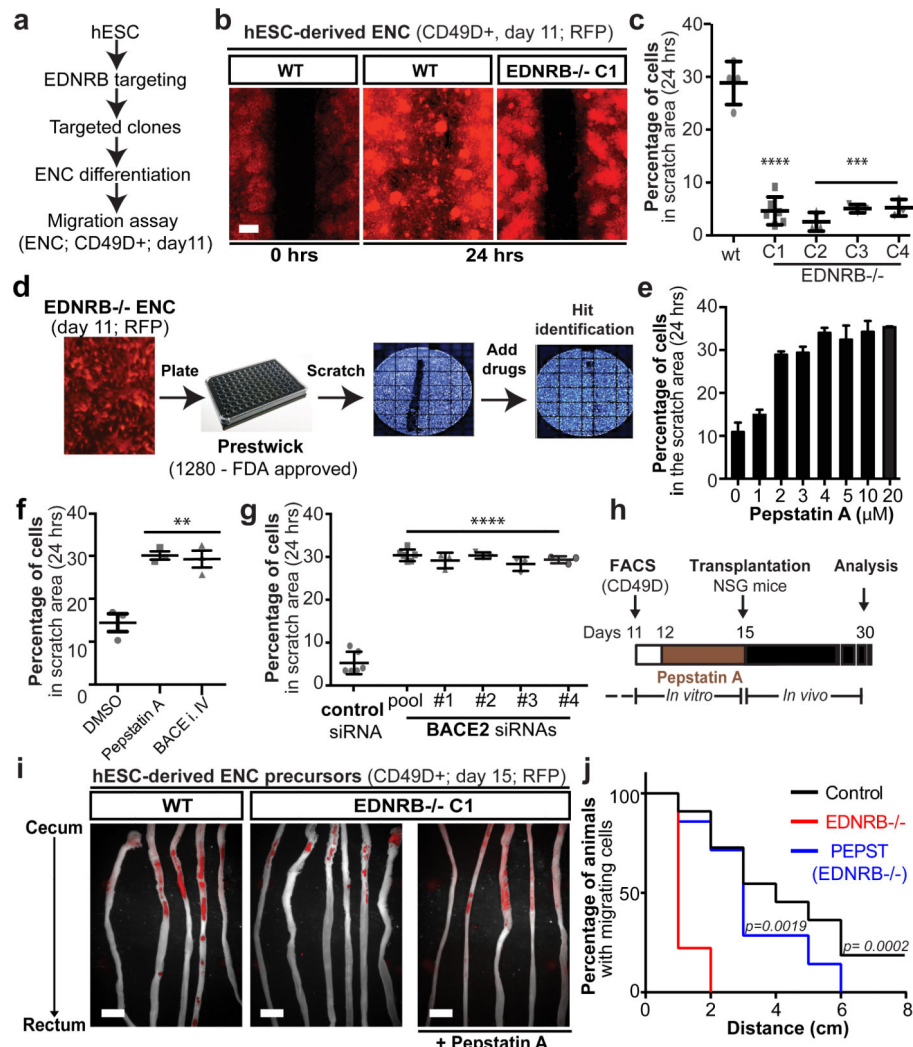 a
hESC
EDNRB targeting
Targeted clones
ENC differentiation
Migration assay
(ENC; CD49D+; day11)
b
hESC-derived ENC (CD49D+, day 11; RFP)
WT
WT
EDNRB-/- C1
0 hrs
24 hrs
c
Percentage of cells
in scratch area (24 hrs)
40
30
20
10
0
****
***
wt
C1
C2
C3
C4
EDNRB-/-
d
EDNRB-/- ENC
(day 11; RFP)
Plate
Prestwick
(1280 - FDA approved)
Scratch
Add
drugs
Hit
identification
e
Percentage of cells
in the scratch area (24 hrs)
40
30
20
10
0
0 1 2 3 4 5 10 20
Pepstatin A (μM)
f
Percentage of cells
in scratch area (24 hrs)
40
30
20
10
0
**
DMSO
Pepstatin A
BACE i. IV
g
Percentage of cells
in scratch area (24 hrs)
40
30
20
10
0
****
control
siRNA
pool
#1
#2
#3
#4
BACE2 siRNAs
h
FACS
(CD49D)
Transplantation
NSG mice
Analysis
Days 11 12 15 30
Pepstatin A
In vitro
In vivo
i
hESC-derived ENC precursors (CD49D+; day 15; RFP)
WT
EDNRB-/- C1
Cecum
Rectum
+ Pepstatin A
j
Percentage of animals
with migrating cells
100
50
0
Control
EDNRB-/-
PEPST
(EDNRB-/-)
p=0.0019
p= 0.0002
0 2 4 6 8
Distance (cm)